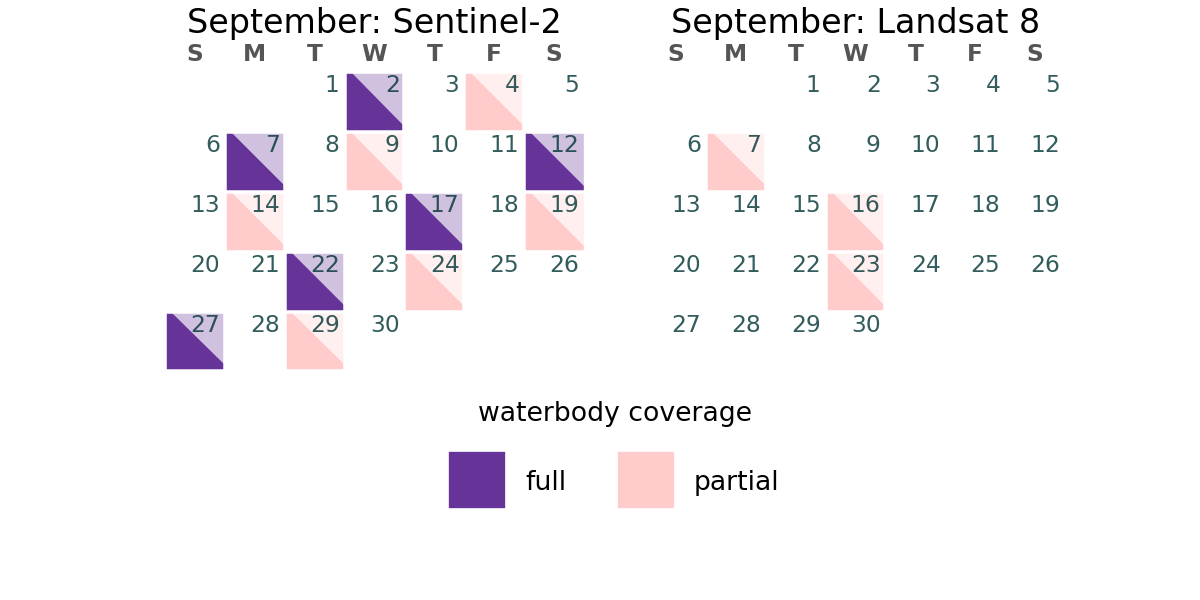 September: Sentinel-2
S M T W T F S
1 2 3 4 5
6 7 8 9 10 11 12
13 14 15 16 17 18 19
20 21 22 23 24 25 26
27 28 29 30
September: Landsat 8
S M T W T F S
1 2 3 4 5
6 7 8 9 10 11 12
13 14 15 16 17 18 19
20 21 22 23 24 25 26
27 28 29 30
waterbody coverage
full
partial